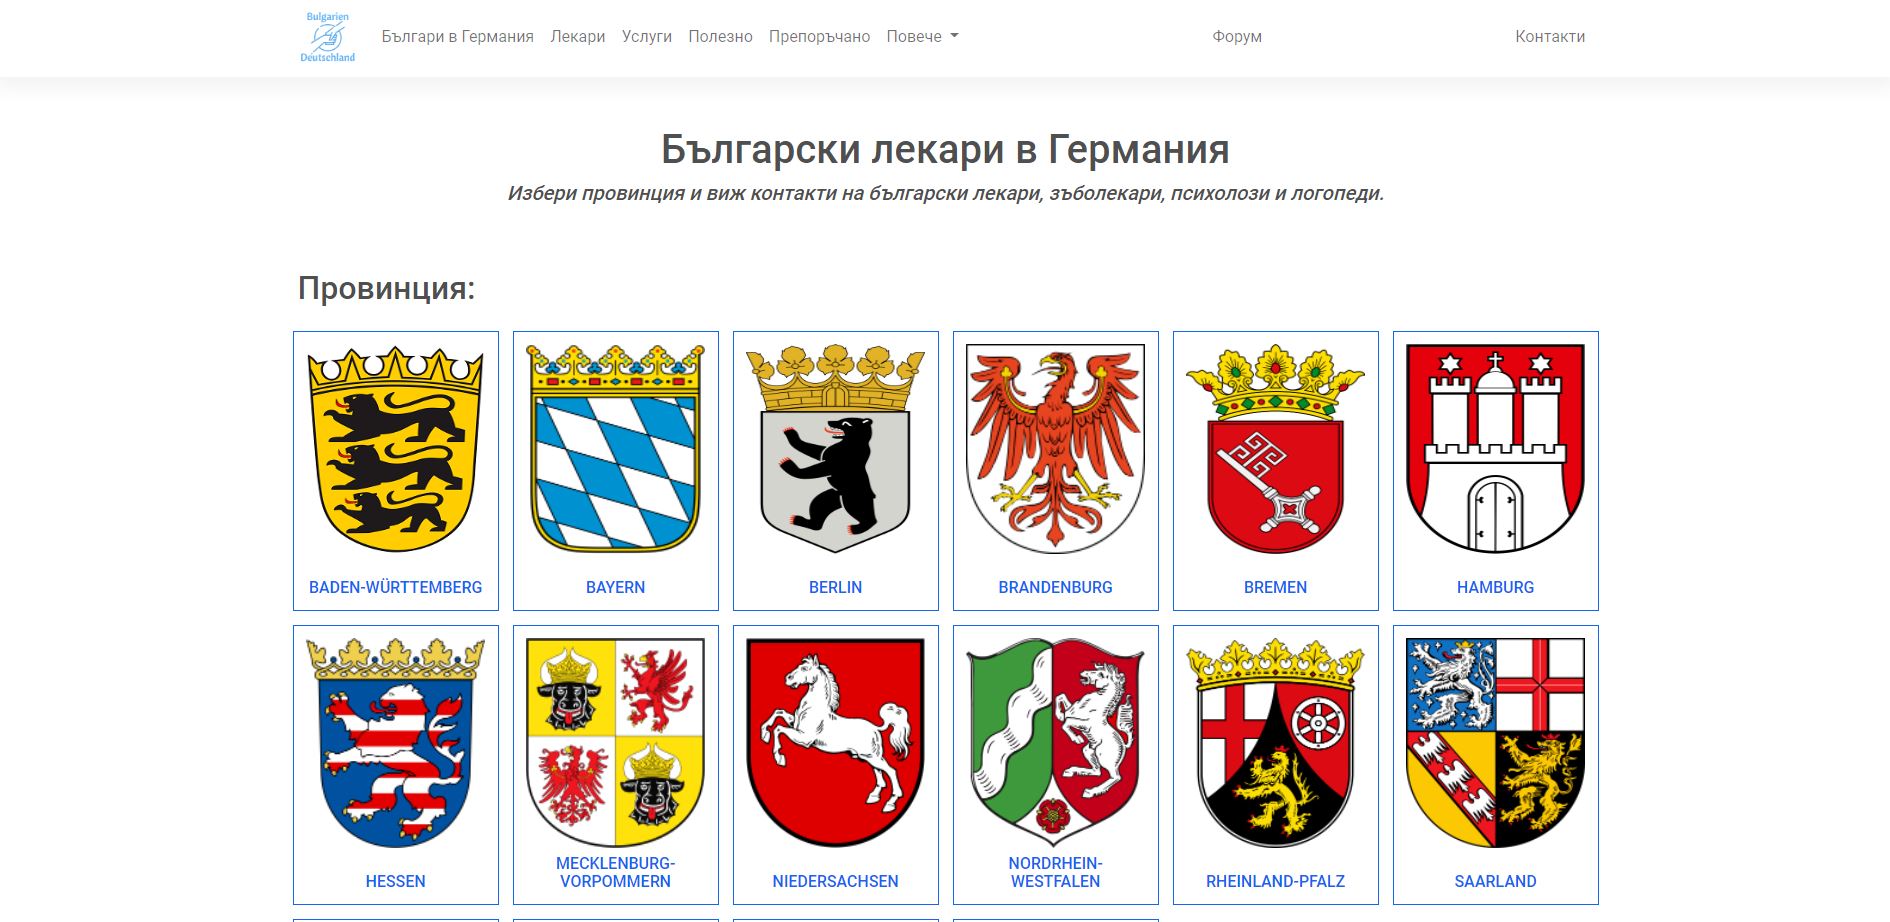 Bulgarien
Deutschland
Българи в Германия Лекари Услуги Полезно Препоръчано Повече Форум Контакти
Български лекари в Германия
Избери провинция и виж контакти на български лекари, зъболекари, психолози и логопеди.
Провинция:
BADEN-WÜRTTEMBERG BAYERN BERLIN BRANDENBURG BREMEN HAMBURG
HESSEN
MECKLENBURG-
VORPOMMERN
NIEDERSACHSEN
NORDRHEIN-
WESTFALEN
RHEINLAND-PFALZ
SAARLAND